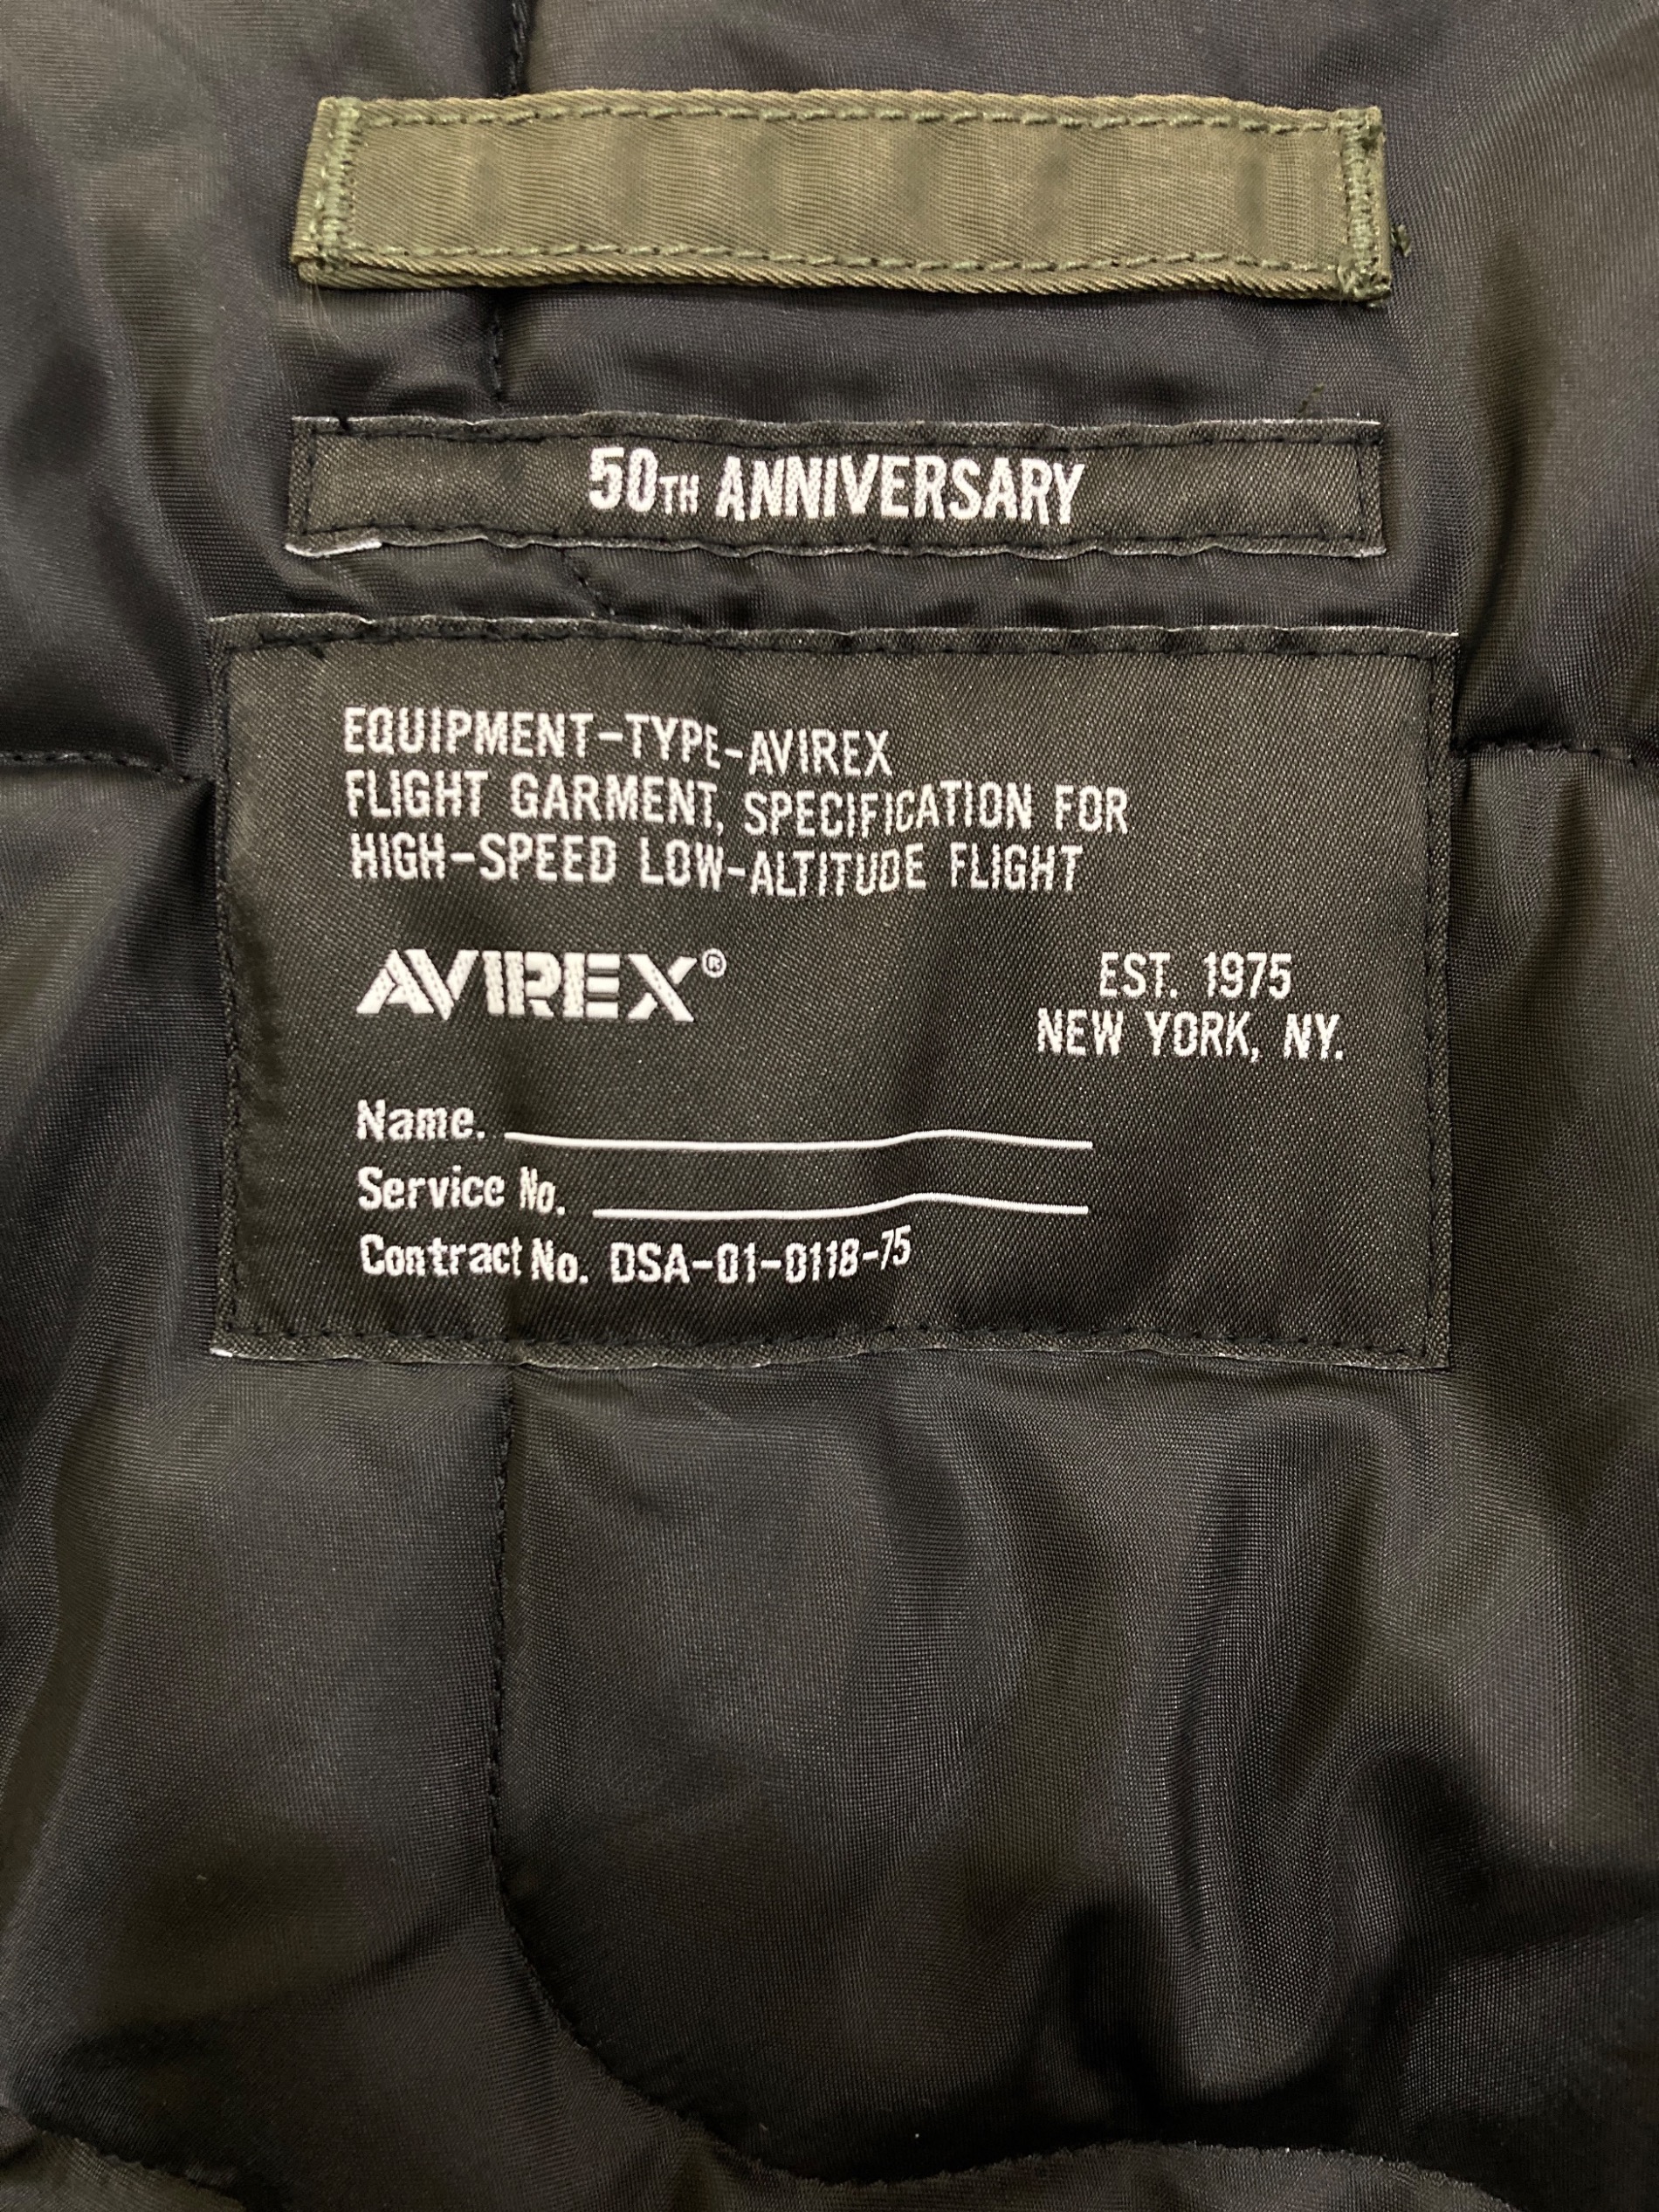 50TH ANNIVERSARY
EQUIPMENT-TYPE-AVIREX
FLIGHT GARMENT, SPECIFICATION FOR
HIGH-SPEED LOW-ALTITUDE FLIGHT
AVIREX®
EST. 1975
NEW YORK, NY.
Name.
Service No.
Contract No. DSA-01-0118-75